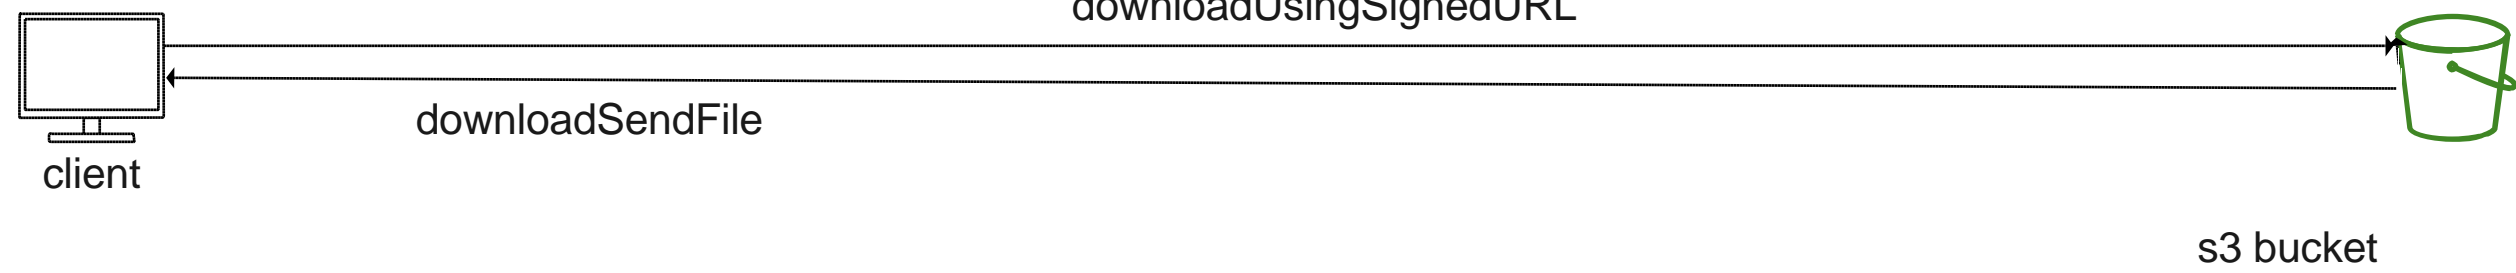 downloadUsingSignedURL
downloadSendFile
client
s3 bucket